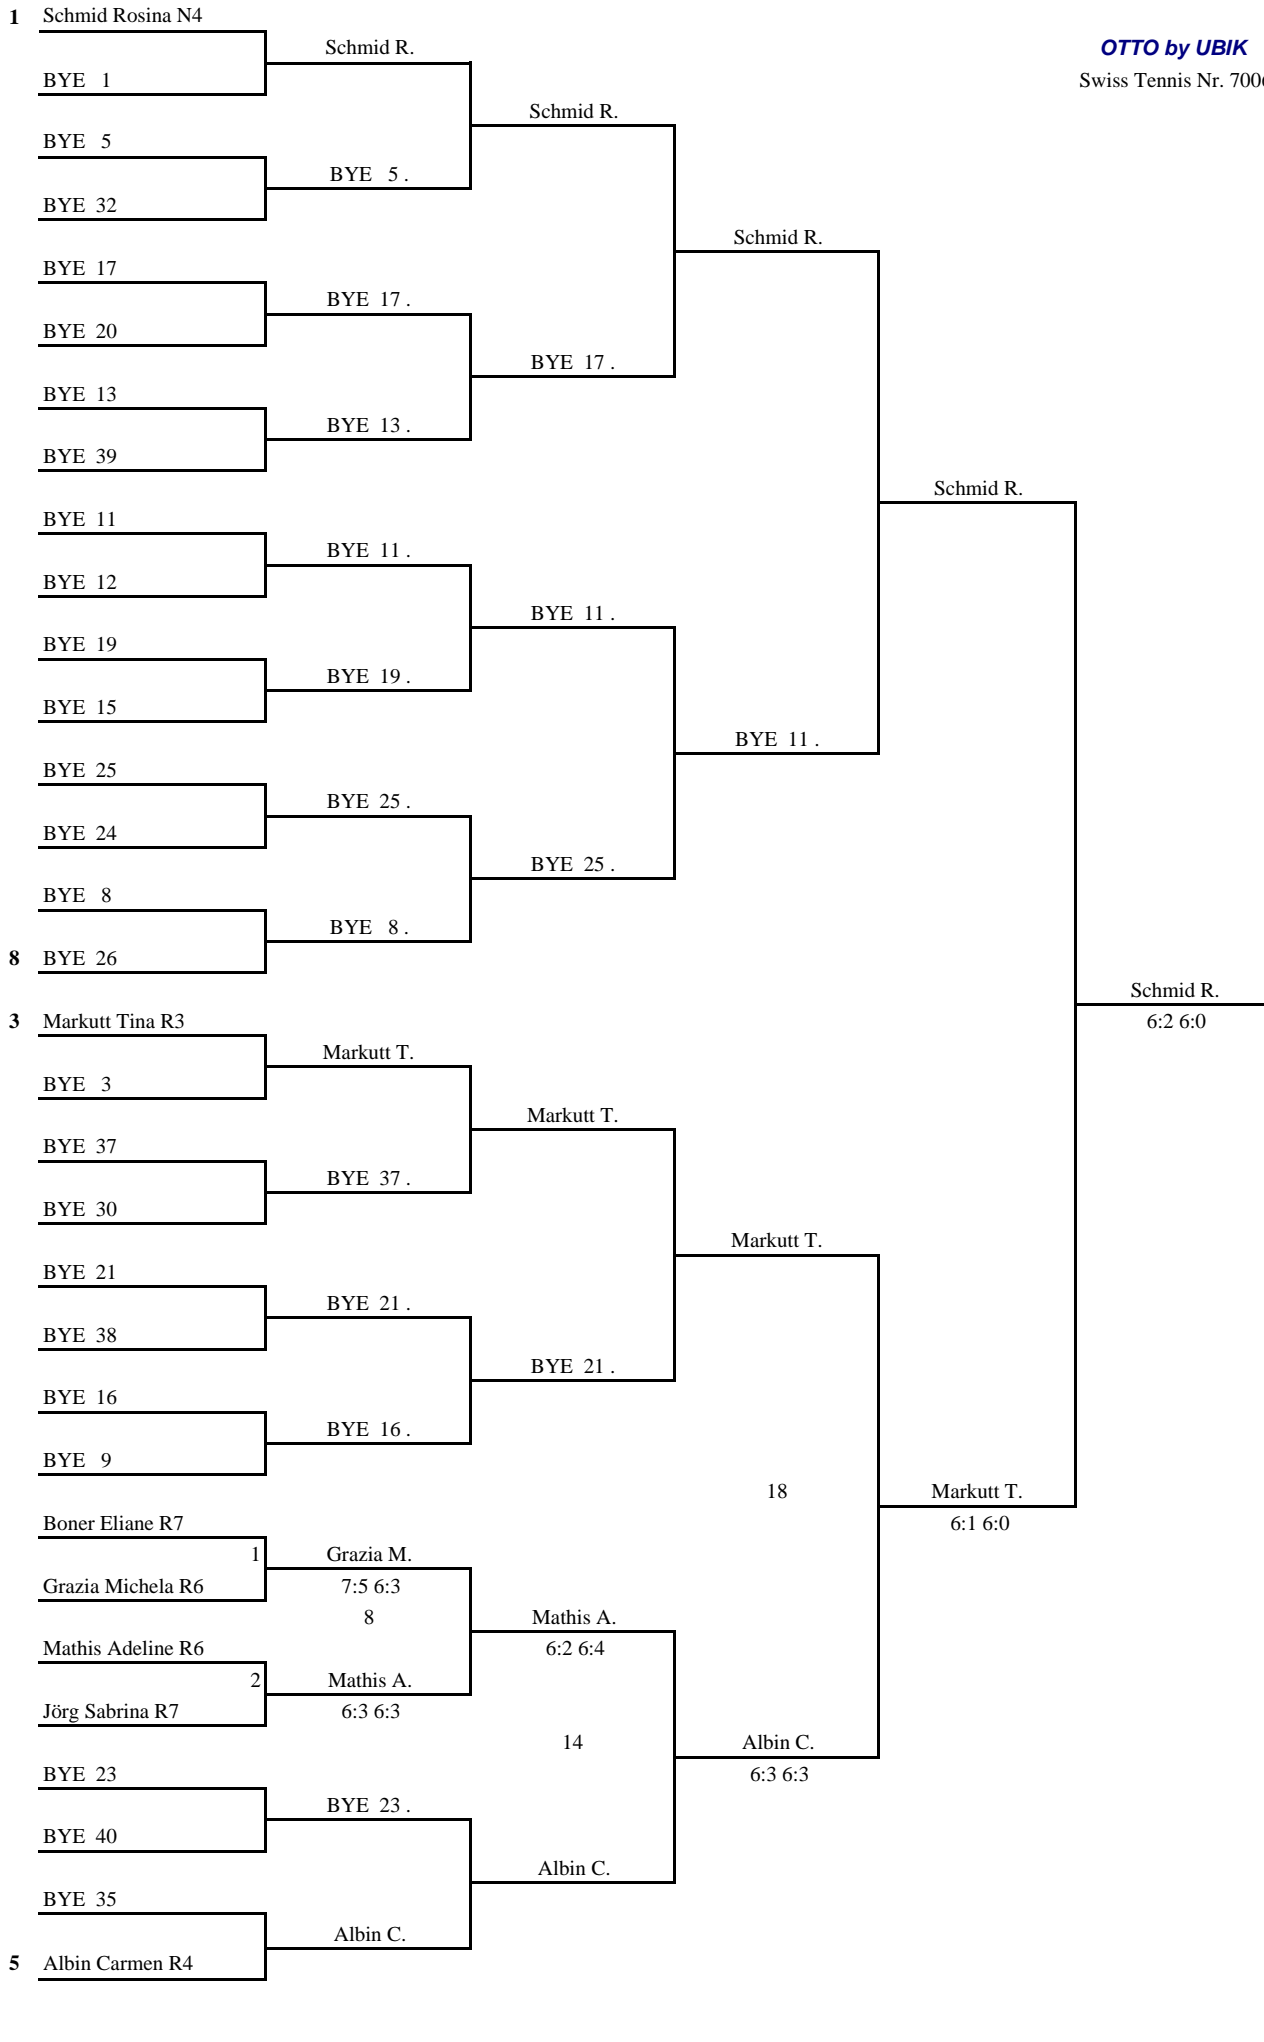 1 Schmid Rosina N4
Schmid R.
OTTO by UBIK
BYE 1
Swiss Tennis Nr. 7006
Schmid R.
BYE 5
BYE 5 .
BYE 32
Schmid R.
BYE 17
BYE 17 .
BYE 20
BYE 17 .
BYE 13
BYE 13 .
BYE 39
Schmid R.
BYE 11
BYE 11 .
BYE 12
BYE 11 .
BYE 19
BYE 19 .
BYE 15
BYE 11 .
BYE 25
BYE 25 .
BYE 24
BYE 25 .
BYE 8
BYE 8 .
8 BYE 26
Schmid R.
6:2 6:0
3 Markutt Tina R3
Markutt T.
BYE 3
Markutt T.
BYE 37
BYE 37 .
BYE 30
Markutt T.
BYE 21
BYE 21 .
BYE 38
BYE 21 .
BYE 16
BYE 16 .
BYE 9
18
Markutt T.
6:1 6:0
Boner Eliane R7
1
Grazia M.
Grazia Michela R6
7:5 6:3
8
Mathis A.
6:2 6:4
Mathis Adeline R6
2
Mathis A.
Jörg Sabrina R7
6:3 6:3
14
Albin C.
6:3 6:3
BYE 23
BYE 23 .
BYE 40
Albin C.
BYE 35
Albin C.
5 Albin Carmen R4